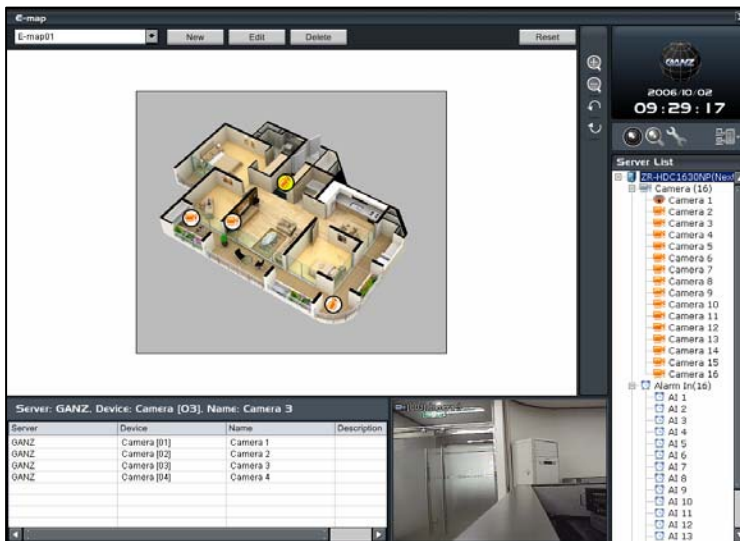 E-map
E-map01
New
Edit
Delete
Reset
GANZ
2006/10/02
09:29:17
Server List
ZR-HDC1630NP(Next
Camera (16)
Camera 1
Camera 2
Camera 3
Camera 4
Camera 5
Camera 6
Camera 7
Camera 8
Camera 9
Camera 10
Camera 11
Camera 12
Camera 13
Camera 14
Camera 15
Camera 16
Alarm In(16)
AI 1
AI 2
AI 3
AI 4
AI 5
AI 6
AI 7
AI 8
AI 9
AI 10
AI 11
AI 12
AI 13
Server: GANZ. Device: Camera [03]. Name: Camera 3
Server Device Name Description
GANZ Camera [01] Camera 1
GANZ Camera [02] Camera 2
GANZ Camera [03] Camera 3
GANZ Camera [04] Camera 4